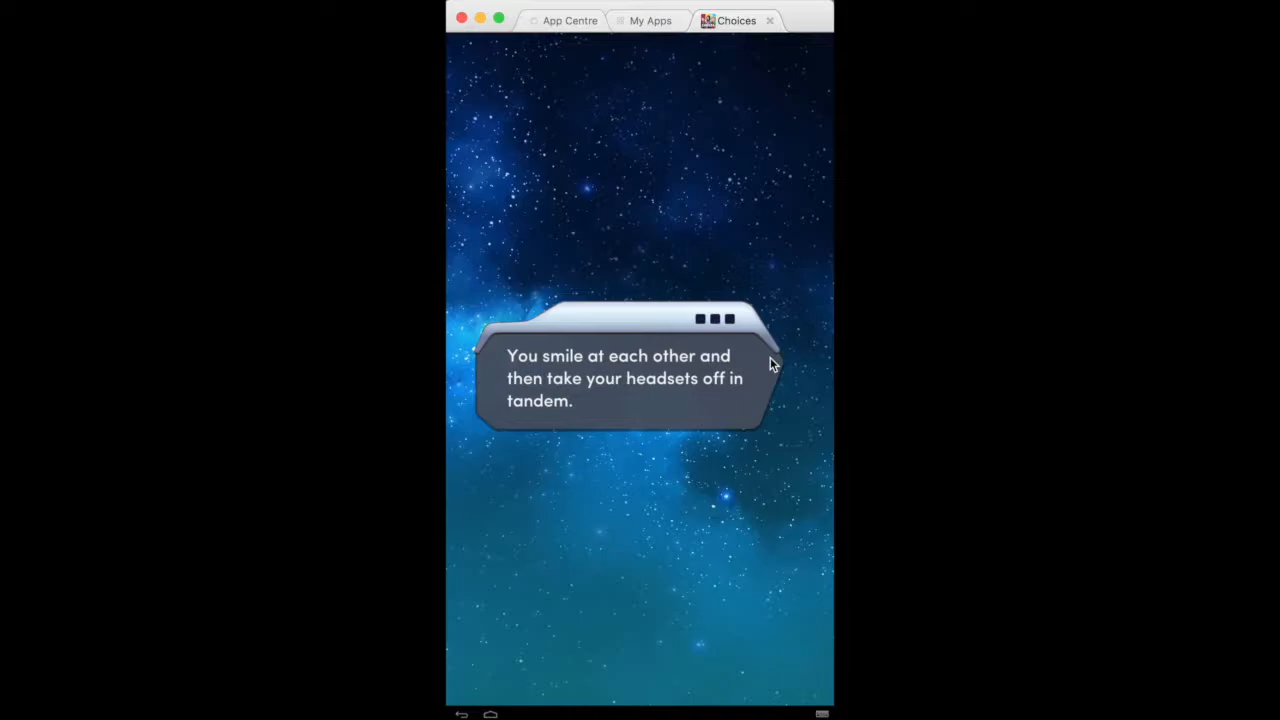 App Centre
My Apps
Choices
You smile at each other and
then take your headsets off in
tandem.